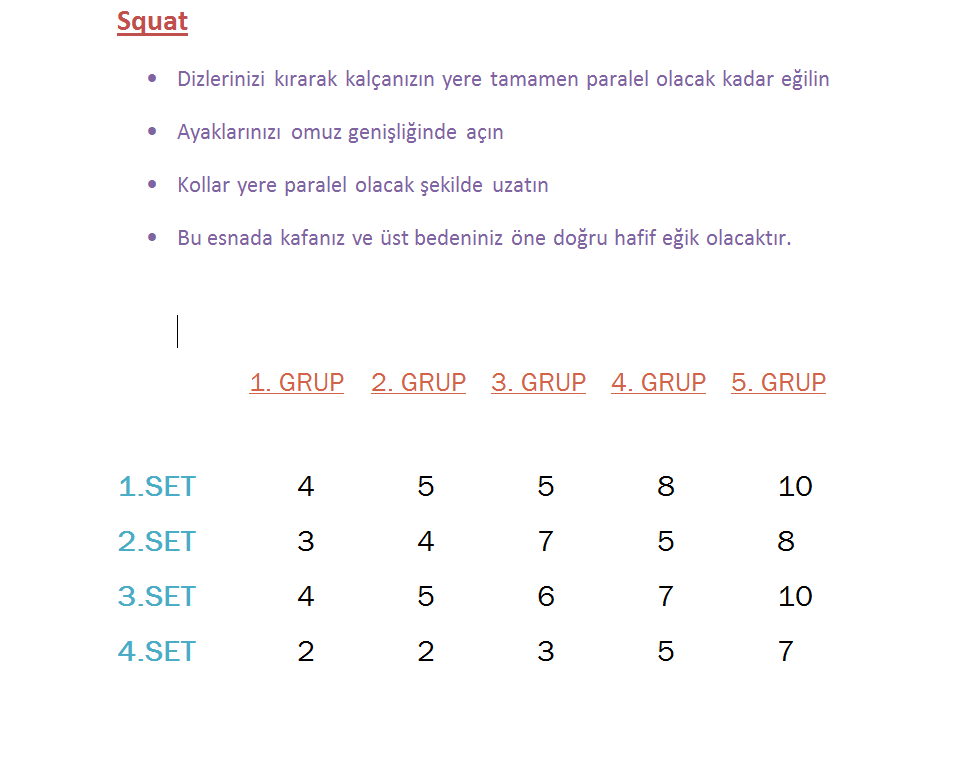 Squat
• Dizlerinizi kırarak kalçanızın yere tamamen paralel olacak kadar eğilin
• Ayaklarınızı omuz genişliğinde açın
• Kollar yere paralel olacak şekilde uzatın
• Bu esnada kafanız ve üst bedeniniz öne doğru hafif eğik olacaktır.
1. GRUP 2. GRUP 3. GRUP 4. GRUP 5. GRUP
1.SET 4 5 5 8 10
2.SET 3 4 7 5 8
3.SET 4 5 6 7 10
4.SET 2 2 3 5 7